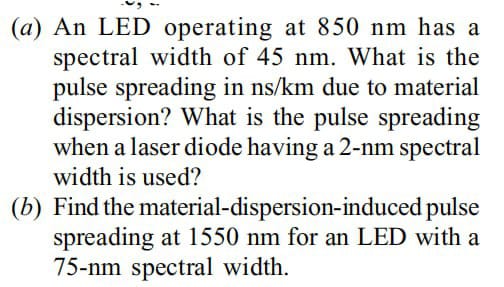 (a) An LED operating at 850 nm has a
spectral width of 45 nm. What is the
pulse spreading in ns/km due to material
dispersion? What is the pulse spreading
when a laser diode having a 2-nm spectral
width is used?
(b) Find the material-dispersion-induced pulse
spreading at 1550 nm for an LED with a
75-nm spectral width.